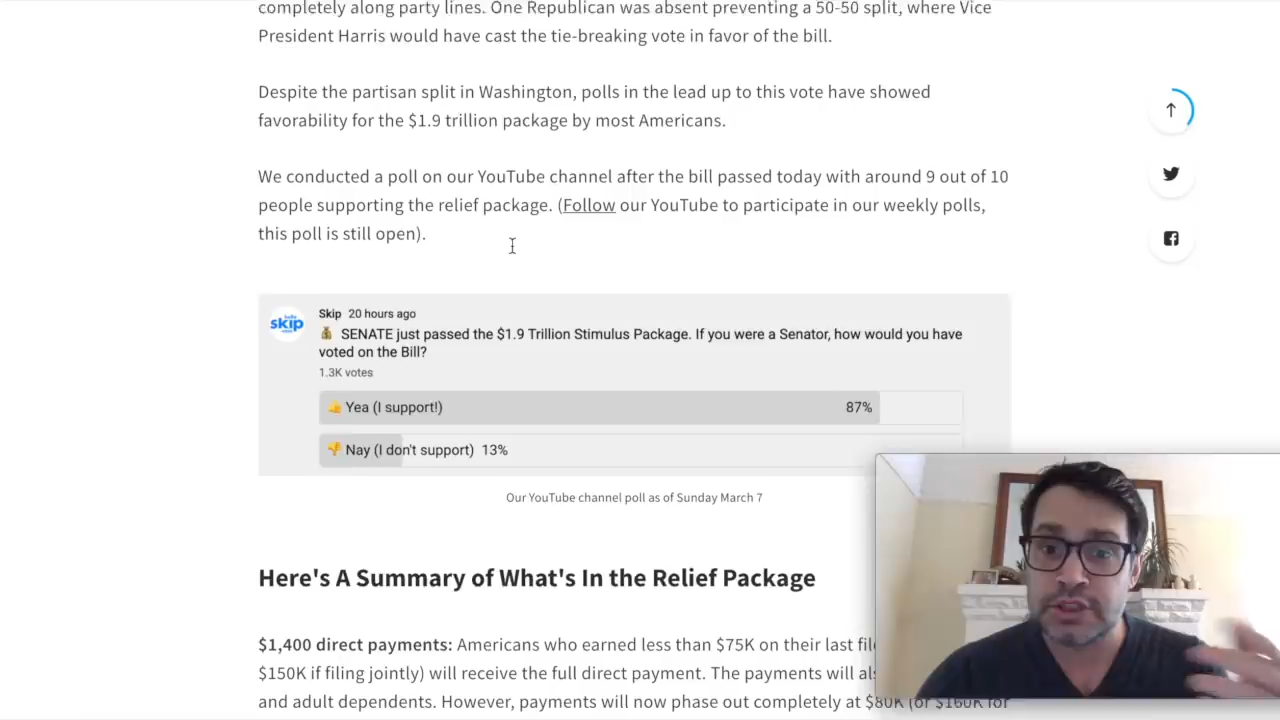 completely along party lines. One Republican was absent preventing a 50-50 split, where Vice
President Harris would have cast the tie-breaking vote in favor of the bill.
Despite the partisan split in Washington, polls in the lead up to this vote have showed
favorability for the $1.9 trillion package by most Americans.
We conducted a poll on our YouTube channel after the bill passed today with around 9 out of 10
people supporting the relief package. (Follow our YouTube to participate in our weekly polls,
this poll is still open).
hello
skip
Skip 20 hours ago
💰 SENATE just passed the $1.9 Trillion Stimulus Package. If you were a Senator, how would you have
voted on the Bill?
1.3K votes
👍 Yea (I support!) 87%
👎 Nay (I don't support) 13%
Our YouTube channel poll as of Sunday March 7
Here's A Summary of What's In the Relief Package
$1,400 direct payments: Americans who earned less than $75K on their last
$150K if filing jointly) will receive the full direct payment. The payments will
and adult dependents. However, payments will now phase out completely at $80K (or $160K for